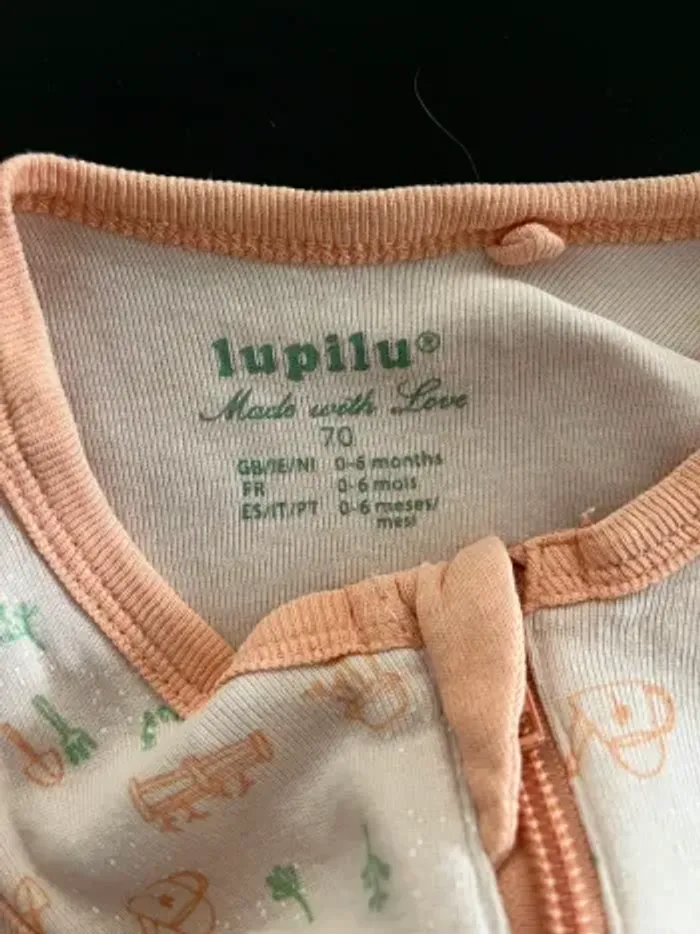 lupilu®
Made with Love
70
GB/IE/NI 0-6 months
FR 0-6 mois
ES/IT/PT 0-6 meses/
mesi